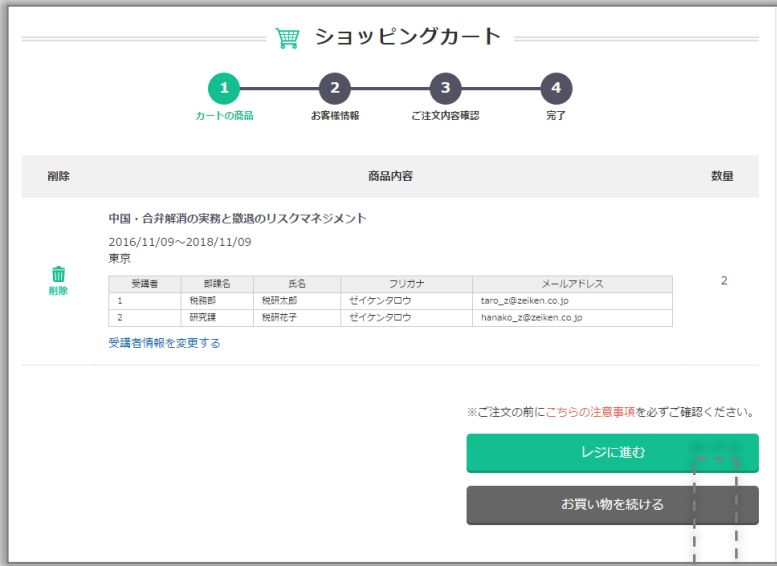 ショッピングカート
1 2 3 4
カートの商品 お客様情報 ご注文内容確認 完了
削除 商品内容 数量
中国・合弁解消の実務と撤退のリスクマネジメント
2016/11/09～2018/11/09
東京
削除
受講者 部課名 氏名 フリガナ メールアドレス
1 税務部 税研太郎 ゼイケンタロウ taro_z@zeiken.co.jp
2 研究課 税研花子 ゼイケンタロウ hanako_z@zeiken.co.jp
2
受講者情報を変更する
※ご注文の前にこちらの注意事項を必ずご確認ください。
レジに進む
お買い物を続ける